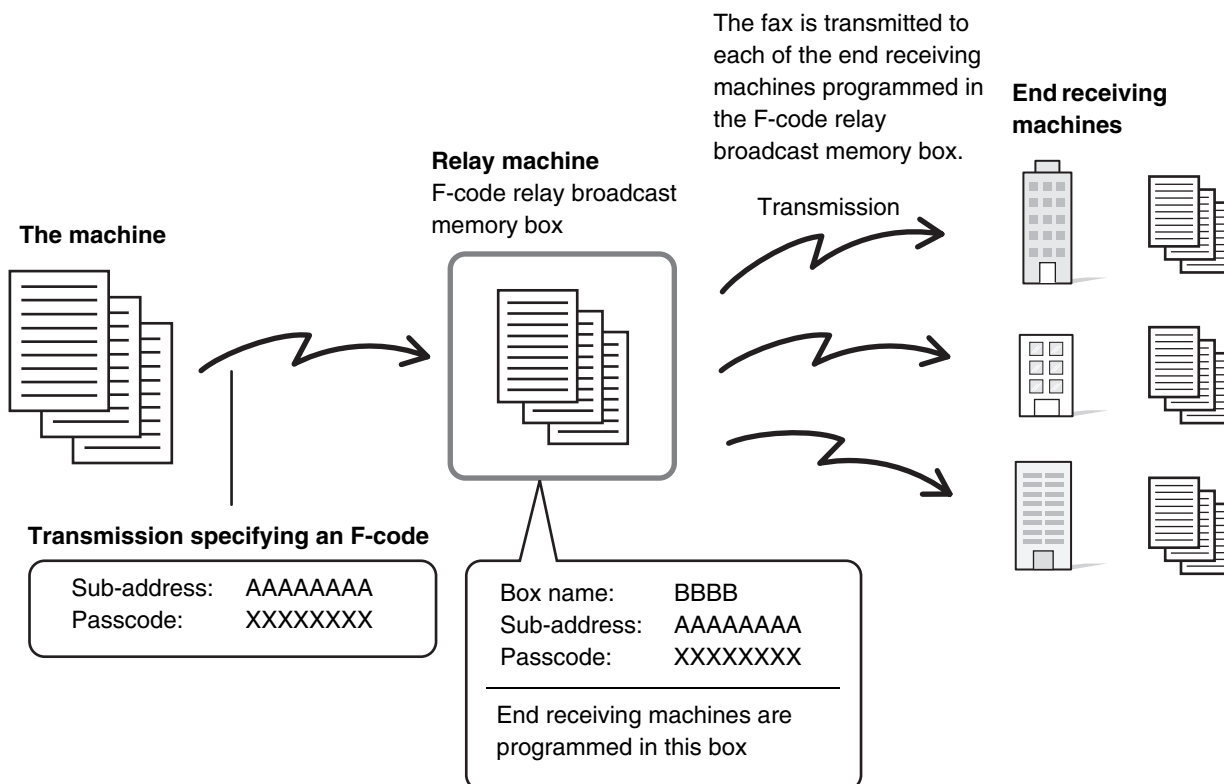 The fax is transmitted to
each of the end receiving
machines programmed in
the F-code relay
broadcast memory box.
End receiving
machines
Relay machine
F-code relay broadcast
memory box
Transmission
The machine
Transmission specifying an F-code
Sub-address: AAAAAAAA
Passcode: XXXXXXXX
Box name: BBBB
Sub-address: AAAAAAAA
Passcode: XXXXXXXX
End receiving machines are
programmed in this box